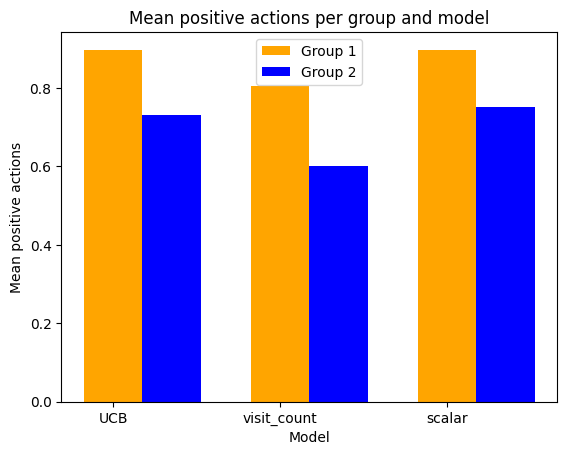 Mean positive actions per group and model
Group 1
Group 2
Mean positive actions
0.8
0.6
0.4
0.2
0.0
UCB
visit_count
scalar
Model